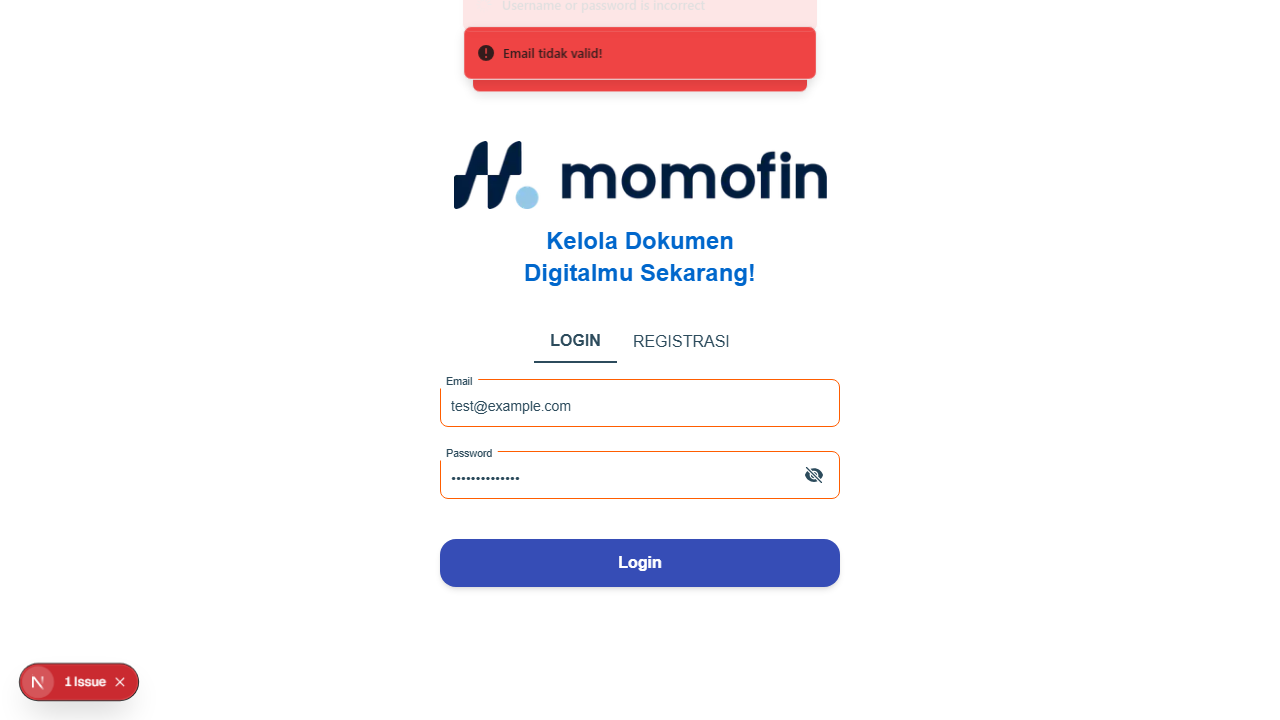 Username or password is incorrect
Email tidak valid!
momofin
Kelola Dokumen
Digitalmu Sekarang!
LOGIN REGISTRASI
Email
test@example.com
Password
••••••••••••••
Login
N 1 Issue